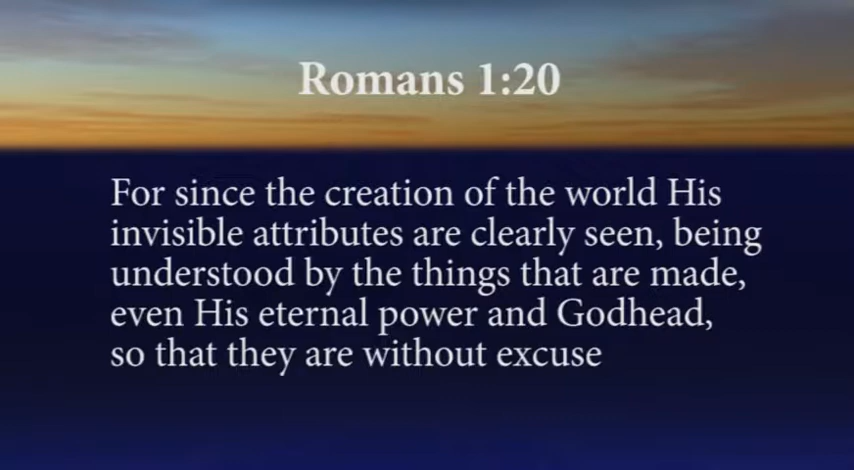 Romans 1:20
For since the creation of the world His
invisible attributes are clearly seen, being
understood by the things that are made,
even His eternal power and Godhead,
so that they are without excuse